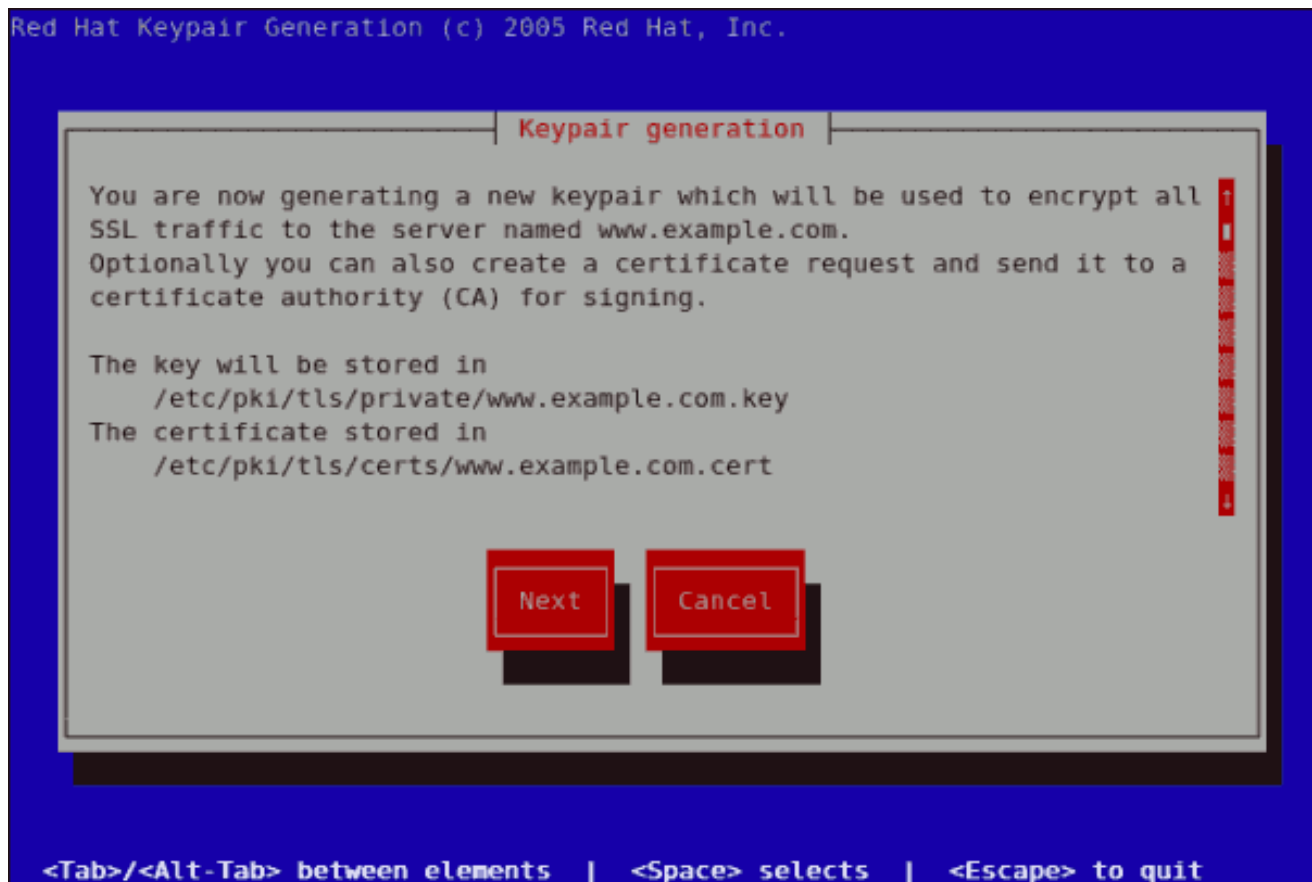 Red Hat Keypair Generation (c) 2005 Red Hat, Inc.
Keypair generation
You are now generating a new keypair which will be used to encrypt all
SSL traffic to the server named www.example.com.
Optionally you can also create a certificate request and send it to a
certificate authority (CA) for signing.
The key will be stored in
/etc/pki/tls/private/www.example.com.key
The certificate stored in
/etc/pki/tls/certs/www.example.com.cert
Next Cancel
<Tab>/<Alt-Tab> between elements | <Space> selects | <Escape> to quit